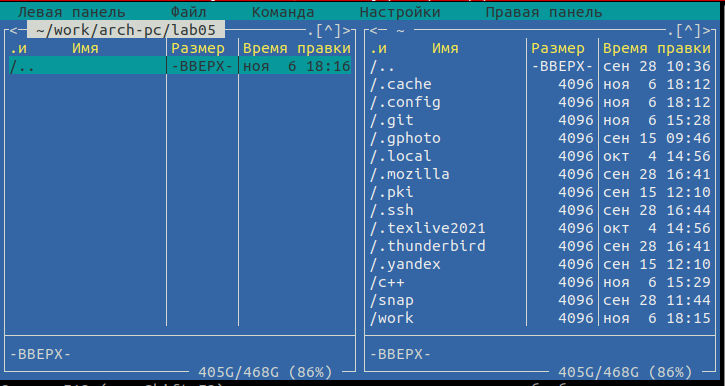 Левая панель Файл Команда Настройки Правая панель
<- ~/work/arch-pc/lab05 .[^]>
.и Имя Размер Время правки
/.. -ВВЕРХ- ноя 6 18:16
-ВВЕРХ-
405G/468G (86%)
<- ~ .[^]>
.и Имя Размер Время правки
/.. -ВВЕРХ- сен 28 10:36
/.cache 4096 ноя 6 18:12
/.config 4096 ноя 6 18:12
/.git 4096 ноя 6 15:28
/.gphoto 4096 сен 15 09:46
/.local 4096 окт 4 14:56
/.mozilla 4096 сен 28 16:41
/.pki 4096 сен 15 12:10
/.ssh 4096 сен 28 16:44
/.texlive2021 4096 окт 4 14:56
/.thunderbird 4096 сен 28 16:41
/.yandex 4096 сен 15 12:10
/c++ 4096 ноя 6 15:29
/snap 4096 сен 28 11:44
/work 4096 ноя 6 18:15
-ВВЕРХ-
405G/468G (86%)